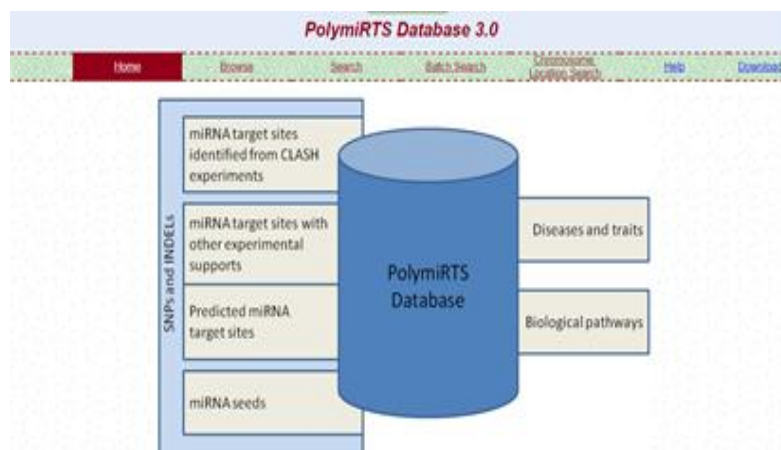 PolymiRTS Database 3.0
Home Browse Search Batch Search Chromosome Location Search Help Download
SNPs and INDELs
miRNA target sites
identified from CLASH
experiments
miRNA target sites with
other experimental
supports
Predicted miRNA
target sites
miRNA seeds
PolymiRTS
Database
Diseases and traits
Biological pathways